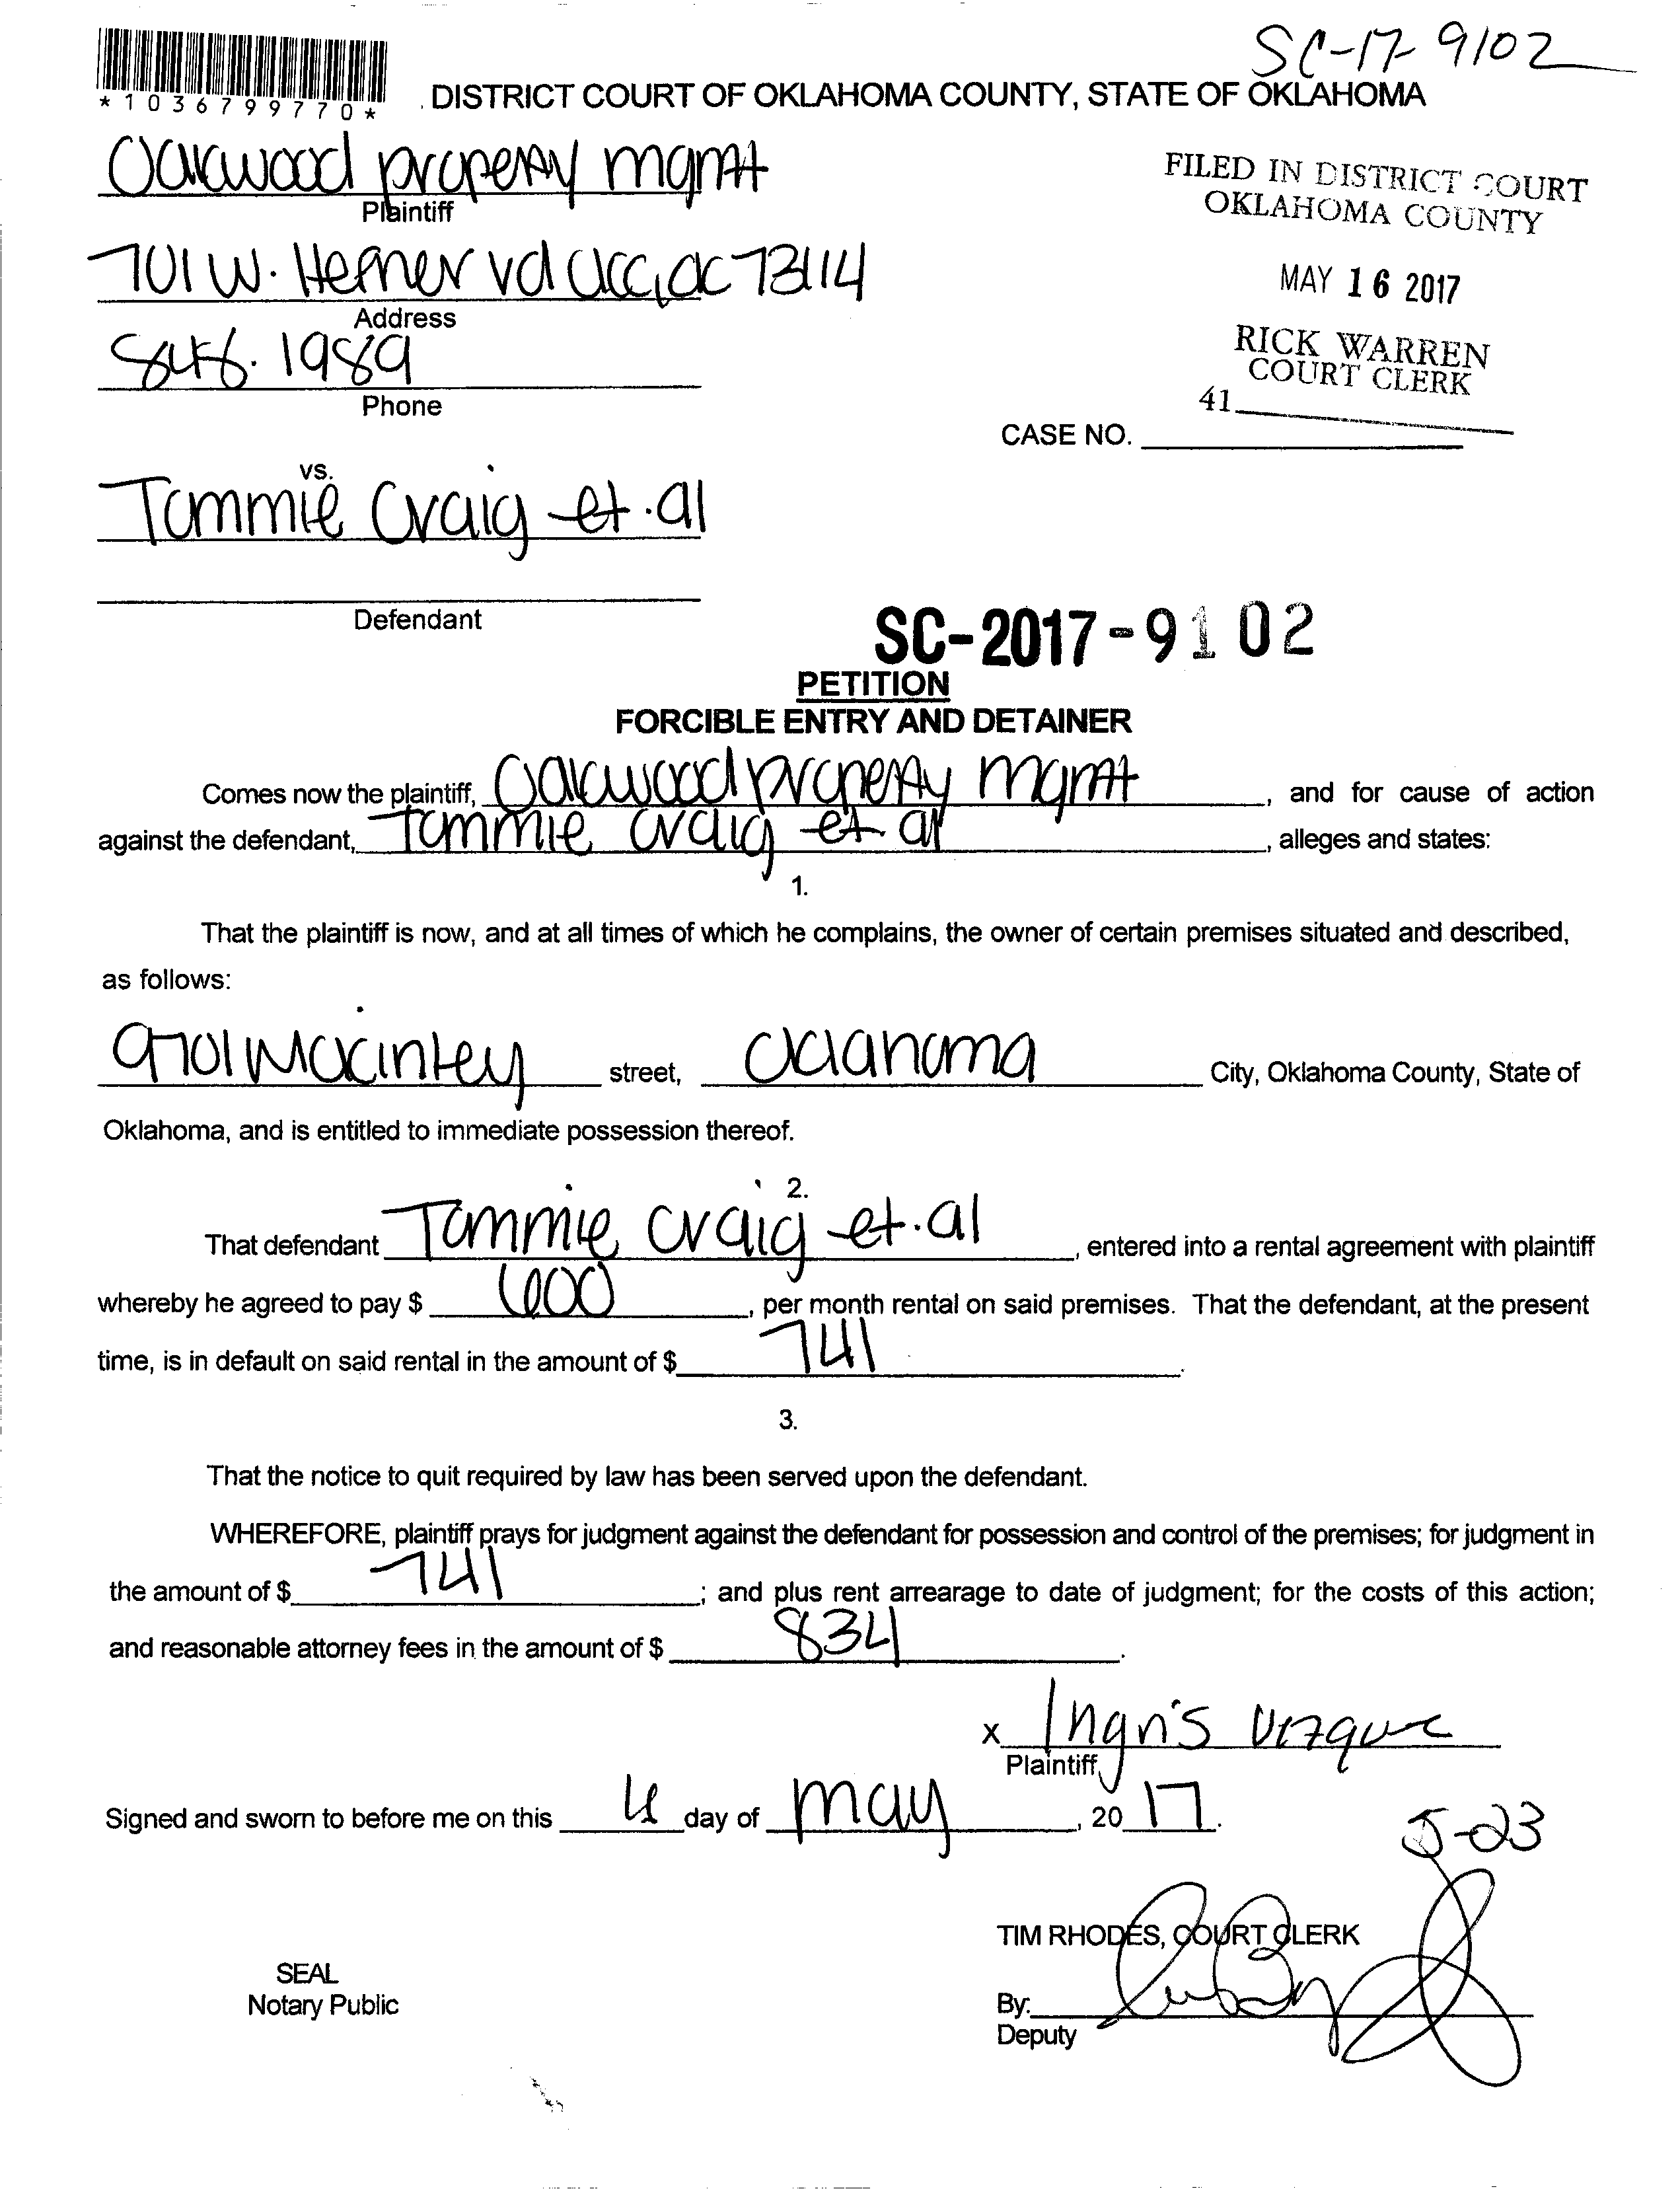 SC-17-9102
*1036799770*
DISTRICT COURT OF OKLAHOMA COUNTY, STATE OF OKLAHOMA
Oakwood property mgmt
Plaintiff
FILED IN DISTRICT COURT
OKLAHOMA COUNTY
701 W. Hefner rd okc, ok 73114
Address
MAY 16 2017
848.1989
Phone
RICK WARREN
COURT CLERK
41
CASE NO.
vs.
Tommie Craig et.al
Defendant
SC-2017-9102
PETITION
FORCIBLE ENTRY AND DETAINER
Comes now the plaintiff, Oakwood property mgmt, and for cause of action
against the defendant, Tommie Craig et al, alleges and states:
1.
That the plaintiff is now, and at all times of which he complains, the owner of certain premises situated and described,
as follows:
9701 Mckinley street, Oklahoma City, Oklahoma County, State of
Oklahoma, and is entitled to immediate possession thereof.
2.
That defendant Tommie Craig et.al, entered into a rental agreement with plaintiff
whereby he agreed to pay $ 600, per month rental on said premises. That the defendant, at the present
time, is in default on said rental in the amount of $ 741.
3.
That the notice to quit required by law has been served upon the defendant.
WHEREFORE, plaintiff prays for judgment against the defendant for possession and control of the premises; for judgment in
the amount of $ 741; and plus rent arrearage to date of judgment; for the costs of this action;
and reasonable attorney fees in the amount of $ 834.
x Ingris
Plaintiff
Signed and sworn to before me on this day of may, 2017.
5-23
TIM RHODES, COURT CLERK
SEAL
Notary Public
By:
Deputy